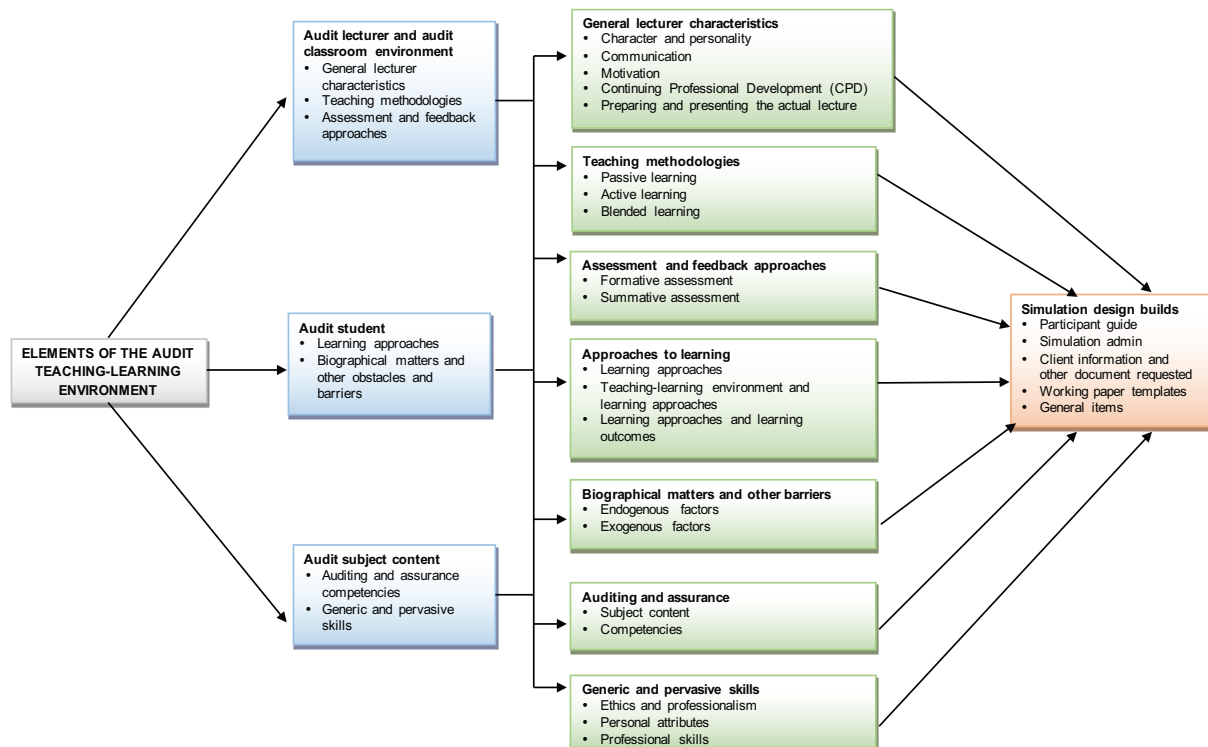 ELEMENTS OF THE AUDIT
TEACHING-LEARNING
ENVIRONMENT
Audit lecturer and audit
classroom environment
• General lecturer
characteristics
• Teaching methodologies
• Assessment and feedback
approaches
Audit student
• Learning approaches
• Biographical matters and
other obstacles and
barriers
Audit subject content
• Auditing and assurance
competencies
• Generic and pervasive
skills
General lecturer characteristics
• Character and personality
• Communication
• Motivation
• Continuing Professional Development (CPD)
• Preparing and presenting the actual lecture
Teaching methodologies
• Passive learning
• Active learning
• Blended learning
Assessment and feedback approaches
• Formative assessment
• Summative assessment
Approaches to learning
• Learning approaches
• Teaching-learning environment and
learning approaches
• Learning approaches and learning
outcomes
Biographical matters and other barriers
• Endogenous factors
• Exogenous factors
Auditing and assurance
• Subject content
• Competencies
Generic and pervasive skills
• Ethics and professionalism
• Personal attributes
• Professional skills
Simulation design builds
• Participant guide
• Simulation admin
• Client information and
other document requested
• Working paper templates
• General items